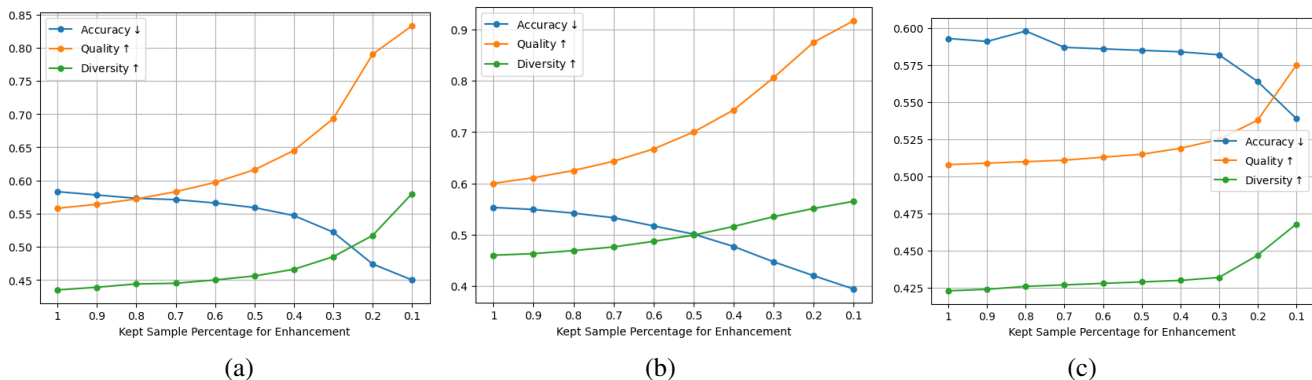 0.85
0.80
0.75
0.70
0.65
0.60
0.55
0.50
0.45
Accuracy ↓
Quality ↑
Diversity ↑
1 0.9 0.8 0.7 0.6 0.5 0.4 0.3 0.2 0.1
Kept Sample Percentage for Enhancement
(a)
0.9
0.8
0.7
0.6
0.5
0.4
Accuracy ↓
Quality ↑
Diversity ↑
1 0.9 0.8 0.7 0.6 0.5 0.4 0.3 0.2 0.1
Kept Sample Percentage for Enhancement
(b)
0.600
0.575
0.550
0.525
0.500
0.475
0.450
0.425
Accuracy ↓
Quality ↑
Diversity ↑
1 0.9 0.8 0.7 0.6 0.5 0.4 0.3 0.2 0.1
Kept Sample Percentage for Enhancement
(c)